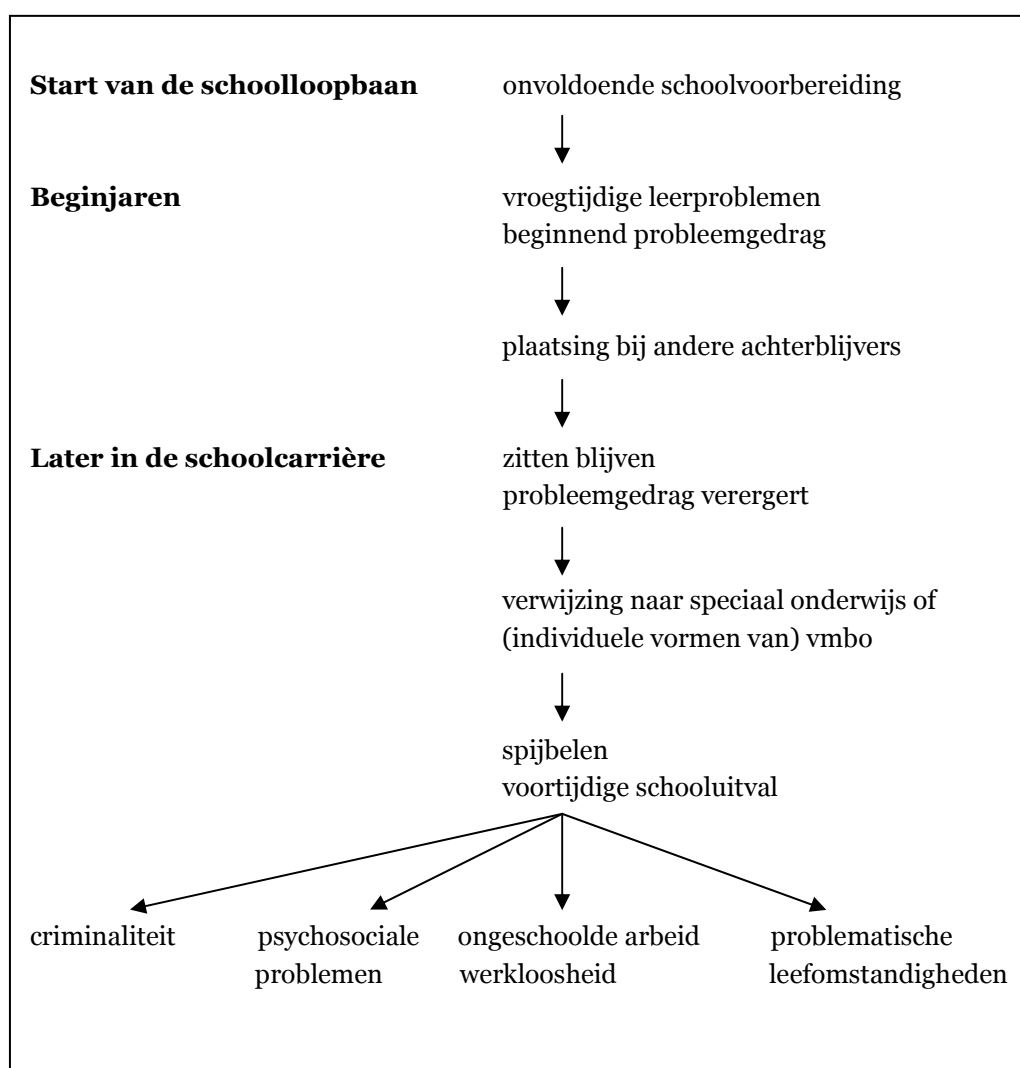 Start van de schoolloopbaan onvoldoende schoolvoorbereiding
Beginjaren vroegtijdige leerproblemen
beginnend probleemgedrag
plaatsing bij andere achterblijvers
Later in de schoolcarrière zitten blijven
probleemgedrag verergert
verwijzing naar speciaal onderwijs of
(individuele vormen van) vmbo
spijbelen
voortijdige schooluitval
criminaliteit psychosociale ongeschoolde arbeid problematische
problemen werkloosheid leefomstandigheden